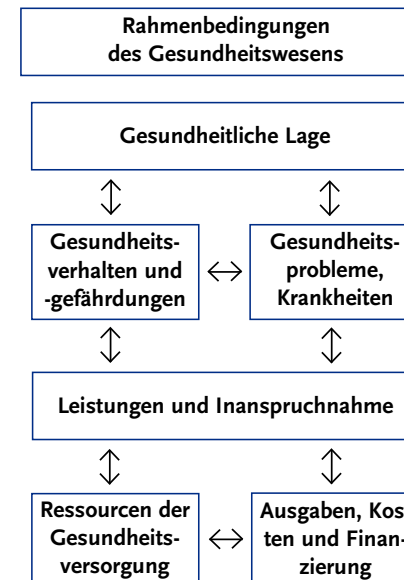 Rahmenbedingungen
des Gesundheitswesens
Gesundheitliche Lage
Gesundheits-
verhalten und
-gefährdungen
Gesundheits-
probleme,
Krankheiten
Leistungen und Inanspruchnahme
Ressourcen der
Gesundheits-
versorgung
Ausgaben, Kos-
ten und Finan-
zierung